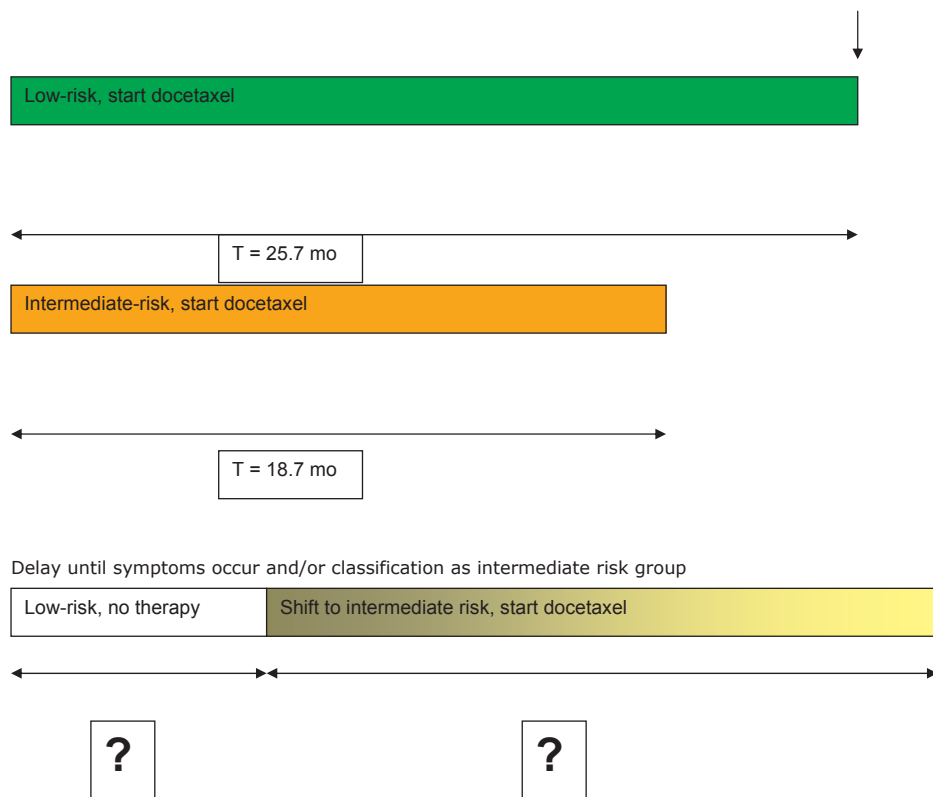 Low-risk, start docetaxel
T = 25.7 mo
Intermediate-risk, start docetaxel
T = 18.7 mo
Delay until symptoms occur and/or classification as intermediate risk group
Low-risk, no therapy
Shift to intermediate risk, start docetaxel
?
?